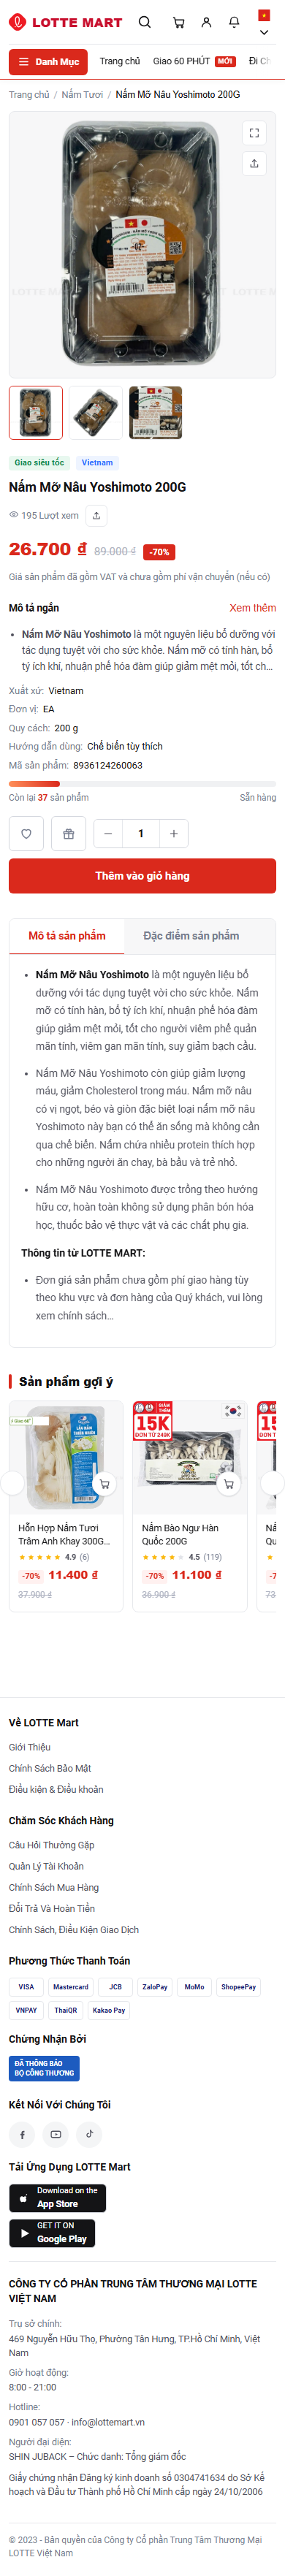 LOTTE MART
Danh Mục
Trang chủ
Giao 60 PHÚT
MỚI
Trang chủ / Nấm Tươi / Nấm Mỡ Nâu Yoshimoto 200G
LOTTE MART
LOTTE MART
Giao siêu tốc
Vietnam
Nấm Mỡ Nâu Yoshimoto 200G
195 Lượt xem
26.700 ₫ 89.000 ₫ -70%
Giá sản phẩm đã gồm VAT và chưa gồm phí vận chuyển (nếu có)
Mô tả ngắn
Xem thêm
• Nấm Mỡ Nâu Yoshimoto là một nguyên liệu bổ dưỡng với
tác dụng tuyệt vời cho sức khỏe. Nấm mỡ có tính hàn, bổ
tỳ ích khí, nhuận phế hóa đàm giúp giảm mệt mỏi, tốt ch...
Xuất xứ: Vietnam
Đơn vị: EA
Quy cách: 200 g
Hướng dẫn dùng: Chế biến tùy thích
Mã sản phẩm: 8936124260063
Còn lại 37 sản phẩm
Sẵn hàng
1
Thêm vào giỏ hàng
Mô tả sản phẩm
Đặc điểm sản phẩm
• Nấm Mỡ Nâu Yoshimoto là một nguyên liệu bổ
dưỡng với tác dụng tuyệt vời cho sức khỏe. Nấm
mỡ có tính hàn, bổ tỳ ích khí, nhuận phế hóa đàm
giúp giảm mệt mỏi, tốt cho người viêm phế quản
mãn tính, viêm gan mãn tính, suy giảm bạch cầu.
• Nấm Mỡ Nâu Yoshimoto còn giúp giảm lượng
máu, giảm Cholesterol trong máu. Nấm mỡ nâu
có vị ngọt, béo và giòn đặc biệt loại nấm mỡ nâu
Yoshimoto này bạn có thể ăn sống mà không cần
qua chế biến. Nấm chứa nhiều protein thích hợp
cho những người ăn chay, bà bầu và trẻ nhỏ.
• Nấm Mỡ Nâu Yoshimoto được trồng theo hướng
hữu cơ, hoàn toàn không sử dụng phân bón hóa
học, thuốc bảo vệ thực vật và các chất phụ gia.
Thông tin từ LOTTE MART:
• Đơn giá sản phẩm chưa gồm phí giao hàng tùy
theo khu vực và đơn hàng của Quý khách, vui lòng
xem chính sách...
Sản phẩm gợi ý
Hỗn Hợp Nấm Tươi
Trâm Anh Khay 300G...
4.9 (6)
-70% 11.400 ₫
37.900 ₫
15K
Nấm Bào Ngư Hàn
Quốc 200G
4.5 (119)
-70% 11.100 ₫
36.900 ₫
Về LOTTE Mart
Giới Thiệu
Chính Sách Bảo Mật
Điều kiện & Điều khoản
Chăm Sóc Khách Hàng
Câu Hỏi Thường Gặp
Quản Lý Tài Khoản
Chính Sách Mua Hàng
Đổi Trả Và Hoàn Tiền
Chính Sách, Điều Kiện Giao Dịch
Phương Thức Thanh Toán
VISA
Mastercard
JCB
ZaloPay
MoMo
ShopeePay
VNPAY
ThaiQR
Kakao Pay
Chứng Nhận Bởi
ĐÃ THÔNG BÁO
BỘ CÔNG THƯƠNG
Kết Nối Với Chúng Tôi
Tải Ứng Dụng LOTTE Mart
Download on the
App Store
GET IT ON
Google Play
CÔNG TY CỔ PHẦN TRUNG TÂM THƯƠNG MẠI LOTTE
VIỆT NAM
Trụ sở chính:
469 Nguyễn Hữu Thọ, Phường Tân Hưng, TP.Hồ Chí Minh, Việt
Nam
Giờ hoạt động:
8:00 - 21:00
Hotline:
0901 057 057 · info@lottemart.vn
Người đại diện:
SHIN JUBACK – Chức danh: Tổng giám đốc
Giấy chứng nhận Đăng ký kinh doanh số 0304741634 do Sở Kế
hoạch và Đầu tư Thành phố Hồ Chí Minh cấp ngày 24/10/2006
© 2023 - Bản quyền của Công ty Cổ phần Trung Tâm Thương Mại
LOTTE Việt Nam